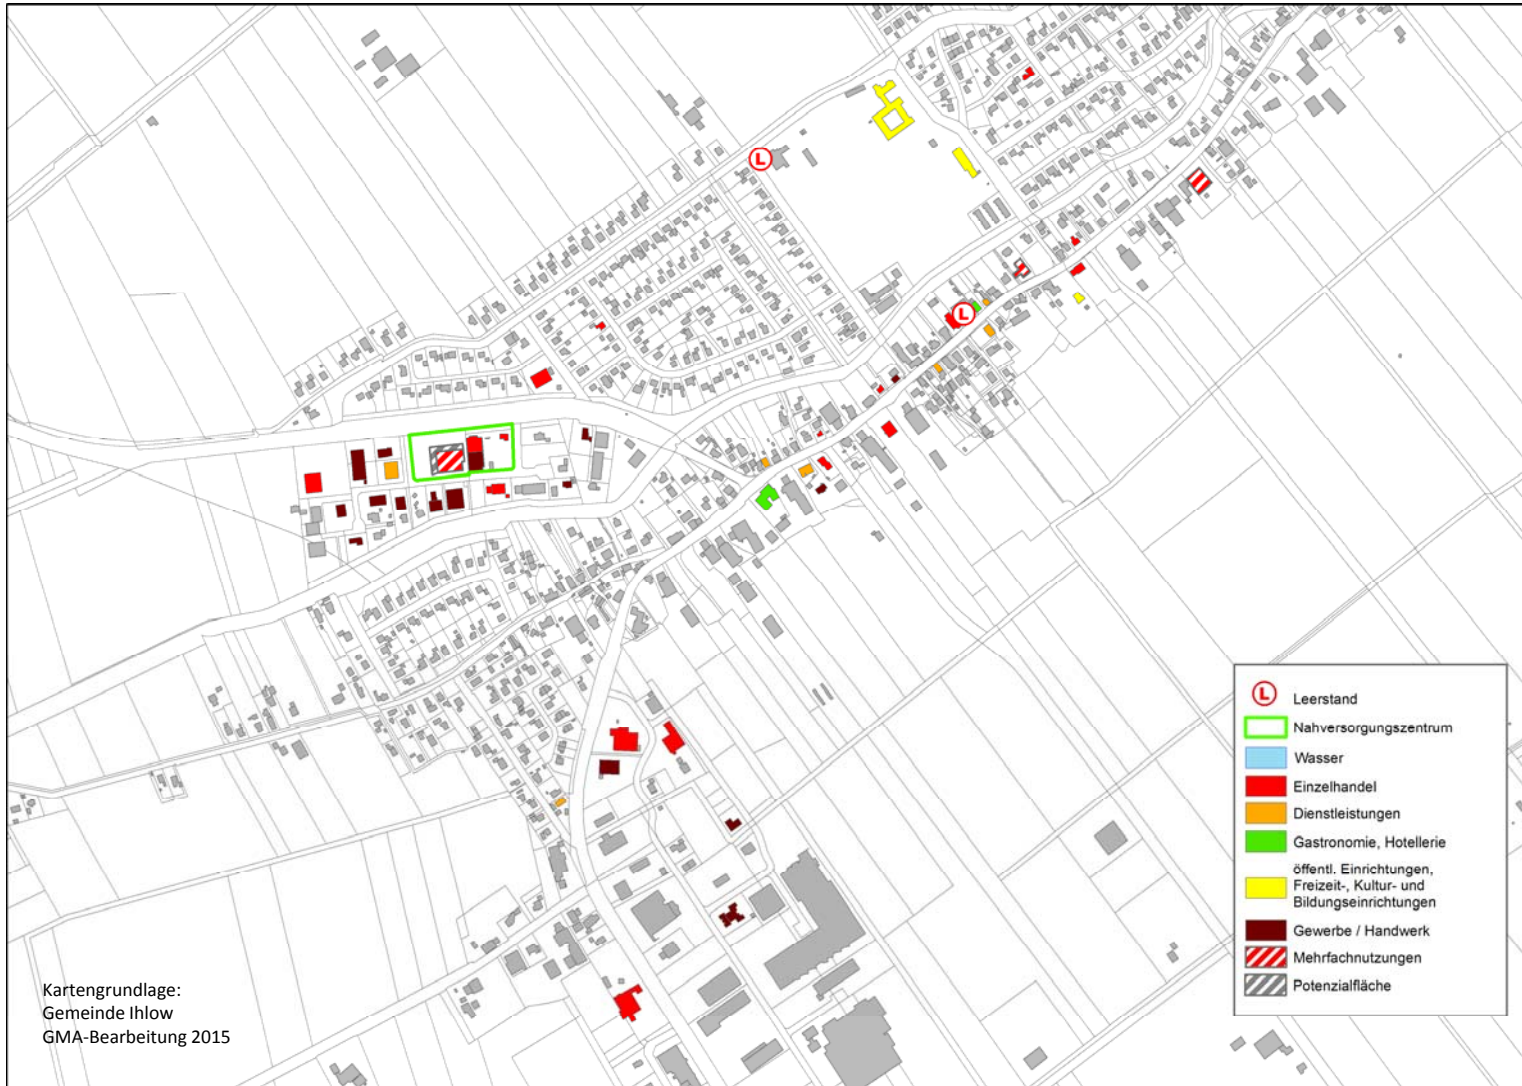 L
L
L Leerstand
Nahversorgungszentrum
Wasser
Einzelhandel
Dienstleistungen
Gastronomie, Hotellerie
öffentl. Einrichtungen,
Freizeit-, Kultur- und
Bildungseinrichtungen
Gewerbe / Handwerk
Mehrfachnutzungen
Potenzialfläche
Kartengrundlage:
Gemeinde Ihlow
GMA-Bearbeitung 2015